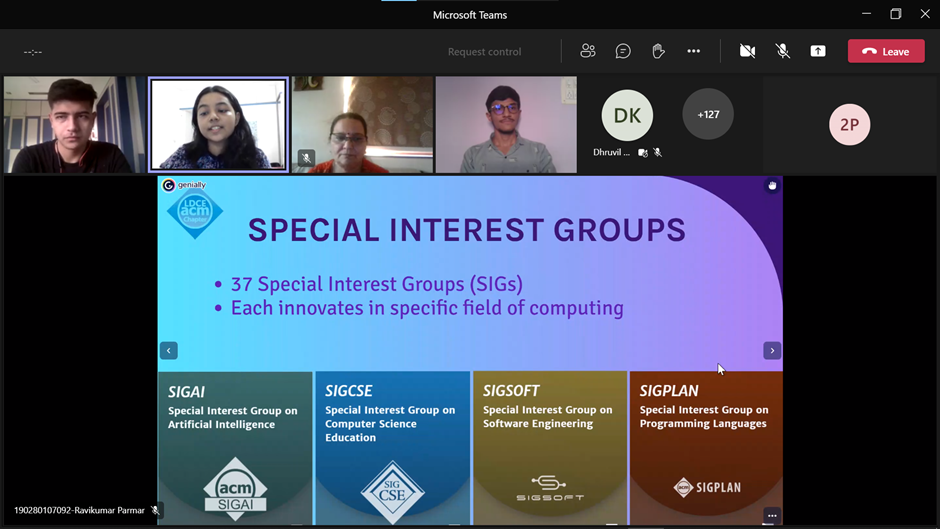 Microsoft Teams
--:--
Request control
Leave
DK
+127
2P
Dhruvil ...
genially
LDCE
acm
Chapter
SPECIAL INTEREST GROUPS
• 37 Special Interest Groups (SIGs)
• Each innovates in specific field of computing
SIGAI
Special Interest Group on
Artificial Intelligence
acm
SIGAI
SIGCSE
Special Interest Group on
Computer Science
Education
SIG
CSE
SIGSOFT
Special Interest Group on
Software Engineering
SIGSOFT
SIGPLAN
Special Interest Group on
Programming Languages
acm
SIGPLAN
190280107092-Ravikumar Parmar